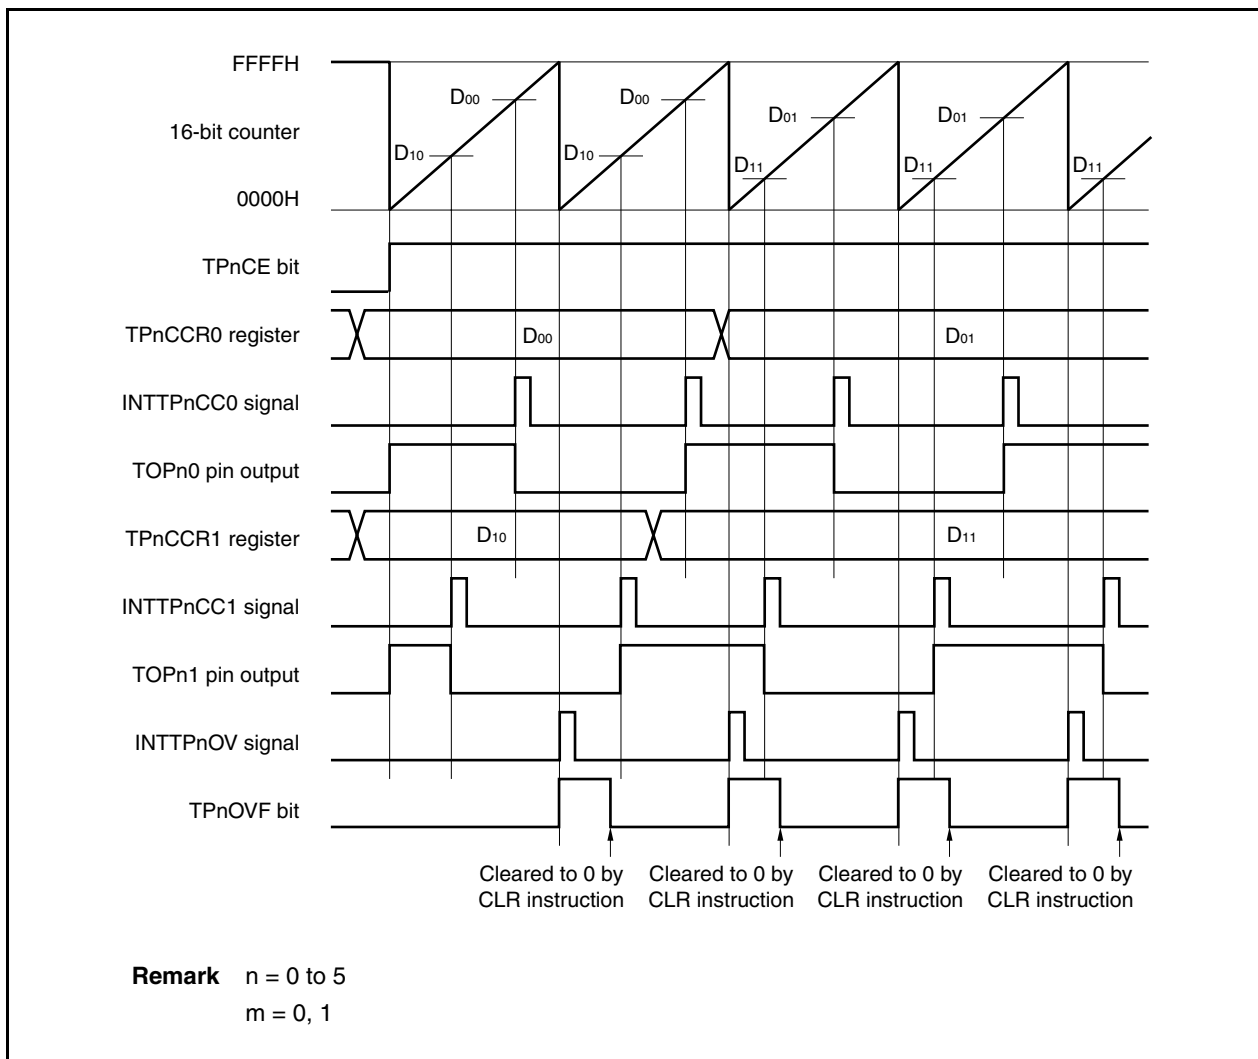 FFFFH
D00 D00
D01 D01
16-bit counter
D10 D10
D11 D11 D11
0000H
TPnCE bit
TPnCCR0 register D00 D01
INTTPnCC0 signal
TOPn0 pin output
TPnCCR1 register D10 D11
INTTPnCC1 signal
TOPn1 pin output
INTTPnOV signal
TPnOVF bit
Cleared to 0 by Cleared to 0 by Cleared to 0 by Cleared to 0 by
CLR instruction CLR instruction CLR instruction CLR instruction
Remark n = 0 to 5
m = 0, 1